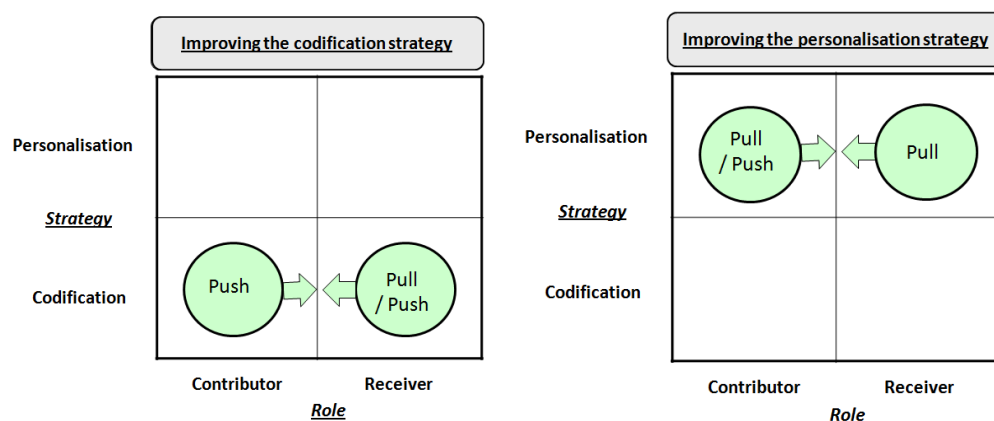 Improving the codification strategy
Personalisation
Strategy
Push
Pull
/ Push
Codification
Contributor
Receiver
Role
Improving the personalisation strategy
Personalisation
Pull
/ Push
Pull
Strategy
Codification
Contributor
Receiver
Role